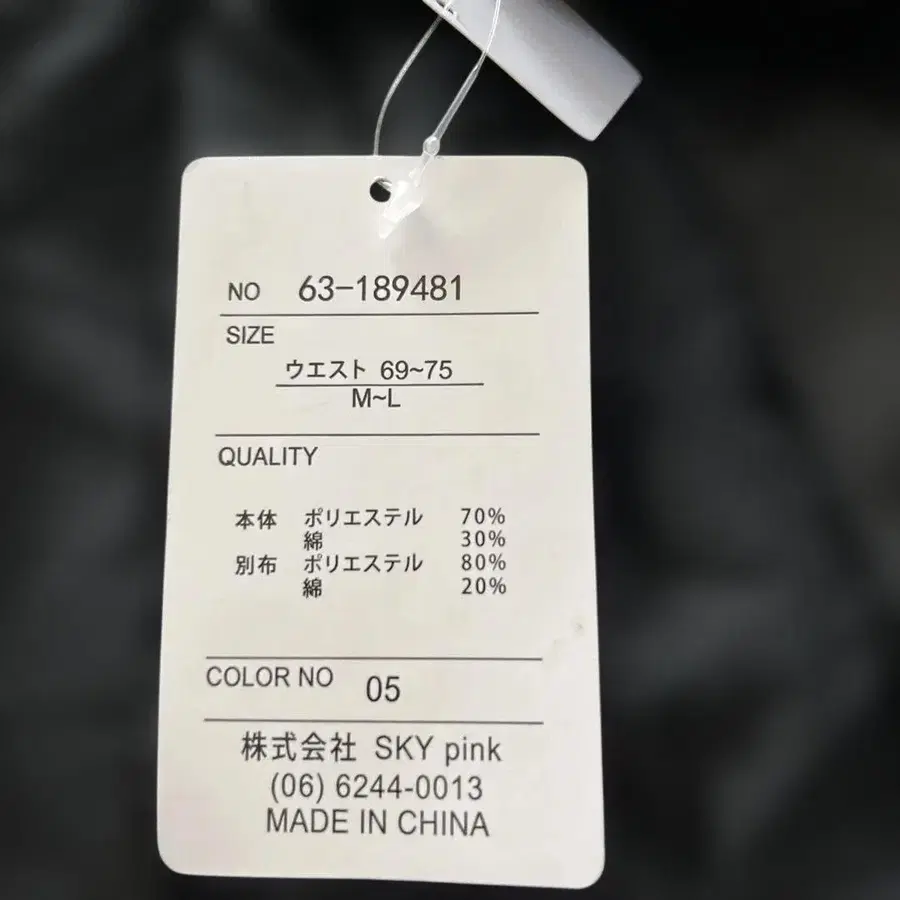 NO 63-189481
SIZE
ウエスト 69~75
M~L
QUALITY
本体 ポリエステル 70%
綿 30%
別布 ポリエステル 80%
綿 20%
COLOR NO 05
株式会社 SKY pink
(06) 6244-0013
MADE IN CHINA